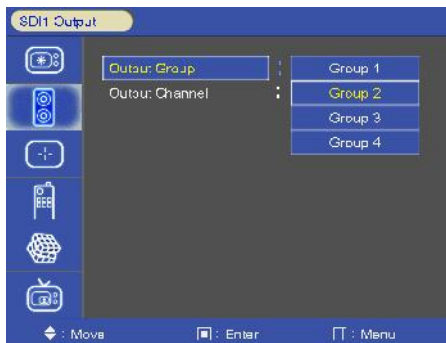 SDI1 Output
Output Group : Group 1
Output Channel : Group 2
Group 3
Group 4
: Move : Enter : Menu